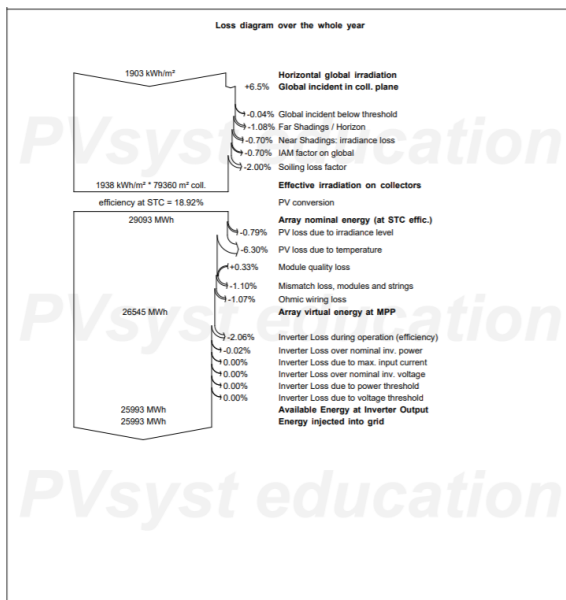 Loss diagram over the whole year
1903 kWh/m² Horizontal global irradiation
+6.5% Global incident in coll. plane
-0.04% Global incident below threshold
-1.08% Far Shadings / Horizon
-0.70% Near Shadings: irradiance loss
-0.70% IAM factor on global
-2.00% Soiling loss factor
1938 kWh/m² * 79360 m² coll. Effective irradiation on collectors
efficiency at STC = 18.92% PV conversion
29093 MWh Array nominal energy (at STC effic.)
-0.79% PV loss due to irradiance level
-6.30% PV loss due to temperature
+0.33% Module quality loss
-1.10% Mismatch loss, modules and strings
-1.07% Ohmic wiring loss
26545 MWh Array virtual energy at MPP
-2.06% Inverter Loss during operation (efficiency)
-0.02% Inverter Loss over nominal inv. power
0.00% Inverter Loss due to max. input current
0.00% Inverter Loss over nominal inv. voltage
0.00% Inverter Loss due to power threshold
0.00% Inverter Loss due to voltage threshold
25993 MWh Available Energy at Inverter Output
25993 MWh Energy injected into grid
PVsyst education
PVsyst education
PVsyst education